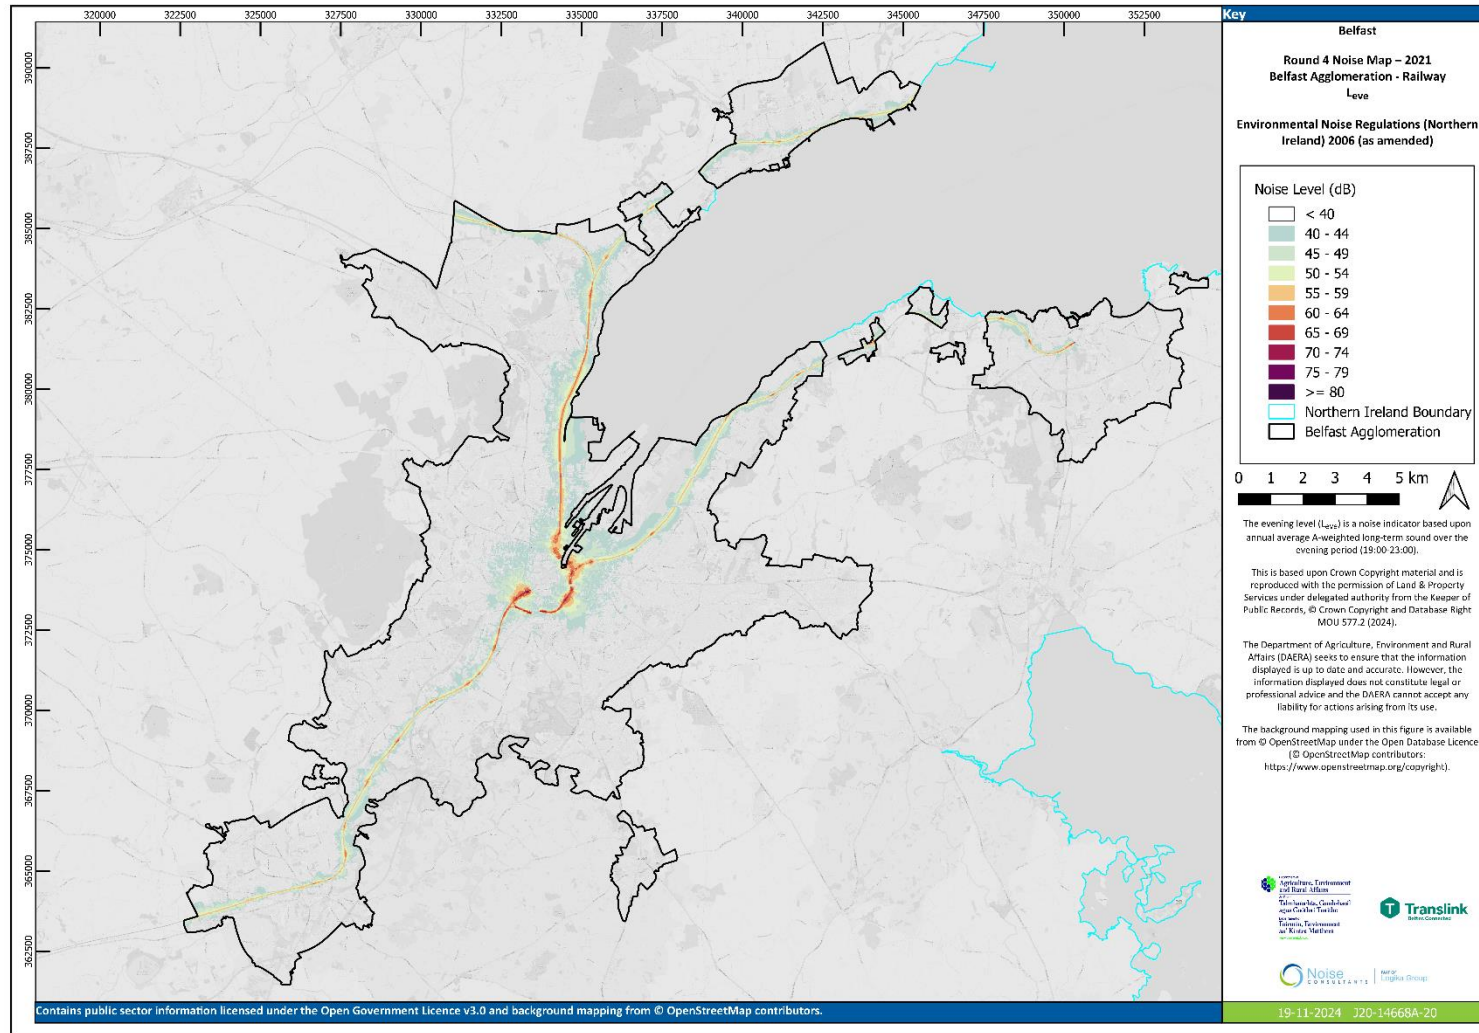 320000 322500 325000 327500 330000 332500 335000 337500 340000 342500 345000 347500 350000 352500
390000
387500
385000
382500
380000
377500
375000
372500
370000
367500
365000
362500
Key
Belfast
Round 4 Noise Map – 2021
Belfast Agglomeration - Railway
Leve
Environmental Noise Regulations (Northern
Ireland) 2006 (as amended)
Noise Level (dB)
< 40
40 - 44
45 - 49
50 - 54
55 - 59
60 - 64
65 - 69
70 - 74
75 - 79
>= 80
Northern Ireland Boundary
Belfast Agglomeration
0 1 2 3 4 5 km
The evening level (Leve) is a noise indicator based upon
annual average A-weighted long-term sound over the
evening period (19:00-23:00).
This is based upon Crown Copyright material and is
reproduced with the permission of Land & Property
Services under delegated authority from the Keeper of
Public Records, © Crown Copyright and Database Right
MOU 577.2 (2024).
The Department of Agriculture, Environment and Rural
Affairs (DAERA) seeks to ensure that the information
displayed is up to date and accurate. However, the
information displayed does not constitute legal or
professional advice and the DAERA cannot accept any
liability for actions arising from its use.
The background mapping used in this figure is available
from © OpenStreetMap under the Open Database Licence
(© OpenStreetMap contributors:
https://www.openstreetmap.org/copyright).
Agriculture, Environment
and Rural Affairs
Translink
Noise
CONSULTANTS
PART OF
Logika Group
Contains public sector information licensed under the Open Government Licence v3.0 and background mapping from © OpenStreetMap contributors.
19-11-2024 J20-14668A-20